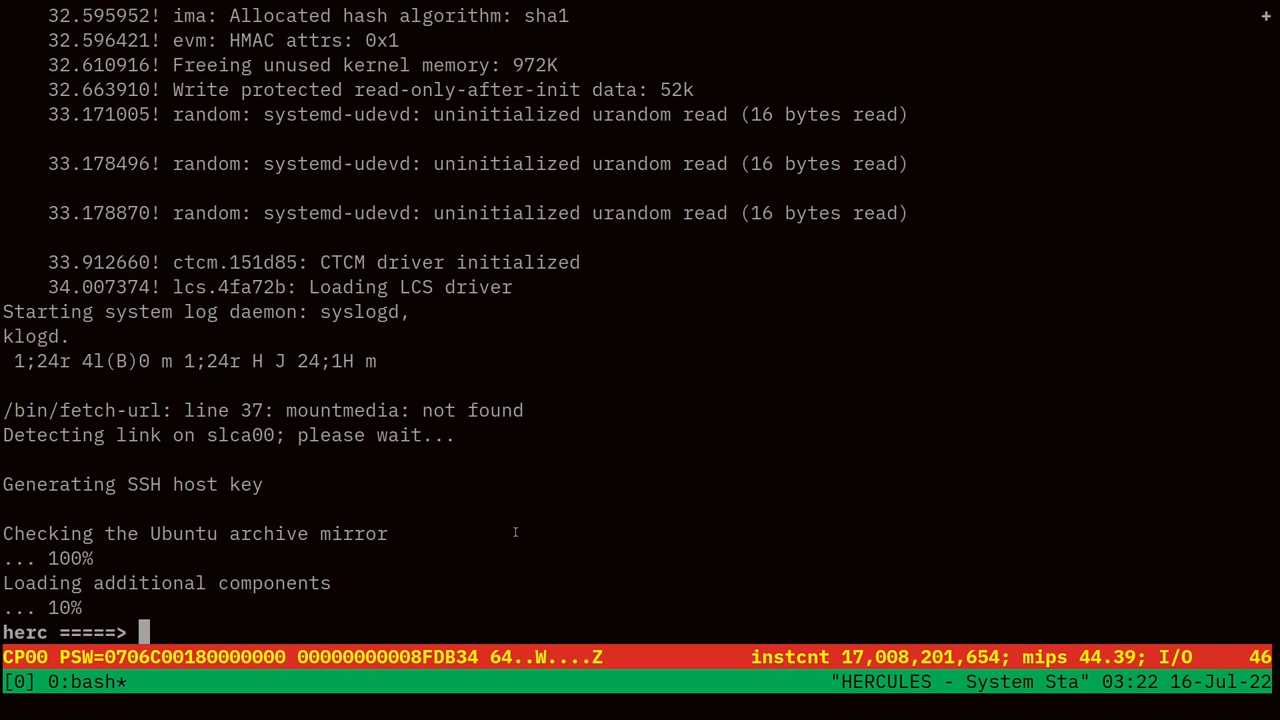 32.595952! ima: Allocated hash algorithm: sha1 +
32.596421! evm: HMAC attrs: 0x1
32.610916! Freeing unused kernel memory: 972K
32.663910! Write protected read-only-after-init data: 52k
33.171005! random: systemd-udevd: uninitialized urandom read (16 bytes read)
33.178496! random: systemd-udevd: uninitialized urandom read (16 bytes read)
33.178870! random: systemd-udevd: uninitialized urandom read (16 bytes read)
33.912660! ctcm.151d85: CTCM driver initialized
34.007374! lcs.4fa72b: Loading LCS driver
Starting system log daemon: syslogd,
klogd.
1;24r 4l(B)0 m 1;24r H J 24;1H m
/bin/fetch-url: line 37: mountmedia: not found
Detecting link on slca00; please wait...
Generating SSH host key
Checking the Ubuntu archive mirror
... 100%
Loading additional components
... 10%
herc =====>
CP00 PSW=0706C00180000000 00000000008FDB34 64..W....Z instcnt 17,008,201,654; mips 44.39; I/O 46
[0] 0:bash* "HERCULES - System Sta" 03:22 16-Jul-22